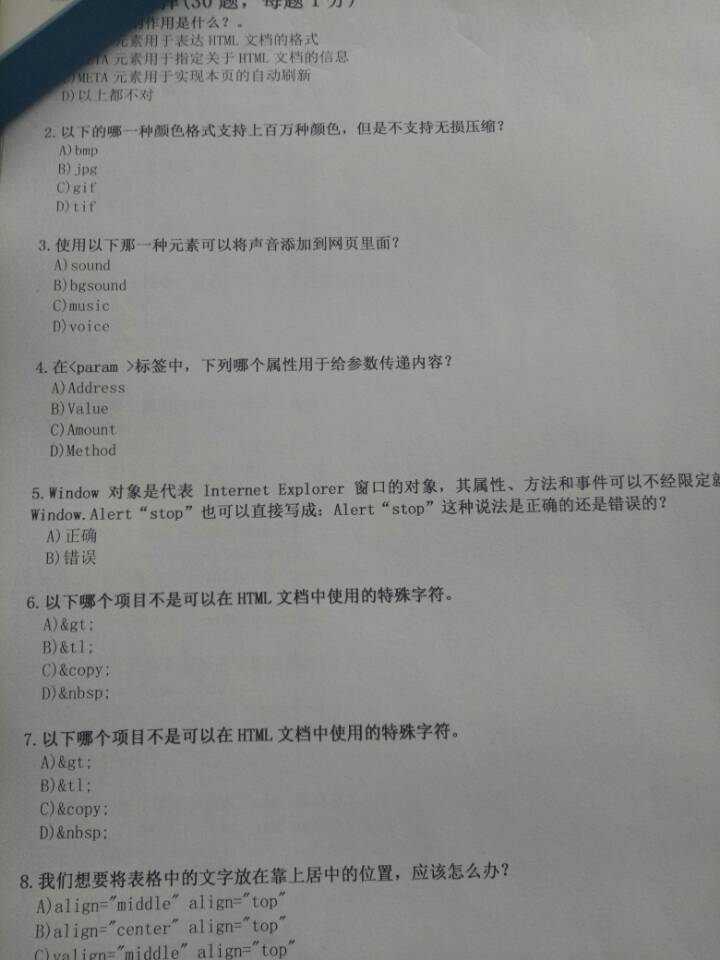 (30 题，每题 1 分)
作用是什么？。
元素用于表达 HTML 文档的格式
元素用于指定关于 HTML 文档的信息
META 元素用于实现本页的自动刷新
D)以上都不对
2.以下的哪一种颜色格式支持上百万种颜色，但是不支持无损压缩？
A)bmp
B)jpg
C)gif
D)tif
3.使用以下那一种元素可以将声音添加到网页里面？
A)sound
B)bgsound
C)music
D)voice
4.在<param >标签中，下列哪个属性用于给参数传递内容？
A)Address
B)Value
C)Amount
D)Method
5.Window 对象是代表 Internet Explorer 窗口的对象，其属性、方法和事件可以不经限定
Window.Alert“stop”也可以直接写成：Alert“stop”这种说法是正确的还是错误的？
A)正确
B)错误
6.以下哪个项目不是可以在 HTML 文档中使用的特殊字符。
A)&gt;
B)&tl;
C)&copy;
D)&nbsp;
7.以下哪个项目不是可以在 HTML 文档中使用的特殊字符。
A)&gt;
B)&tl;
C)&copy;
D)&nbsp;
8.我们想要将表格中的文字放在靠上居中的位置，应该怎么办？
A)align="middle" align="top"
B)align="center" align="top"
C)valign="middle" align="top"